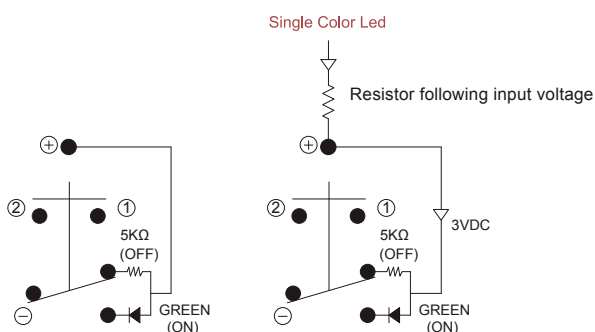 Single Color Led
Resistor following input voltage
+
② ①
5KΩ
(OFF)
−
GREEN
(ON)
+
② ①
3VDC
5KΩ
(OFF)
−
GREEN
(ON)